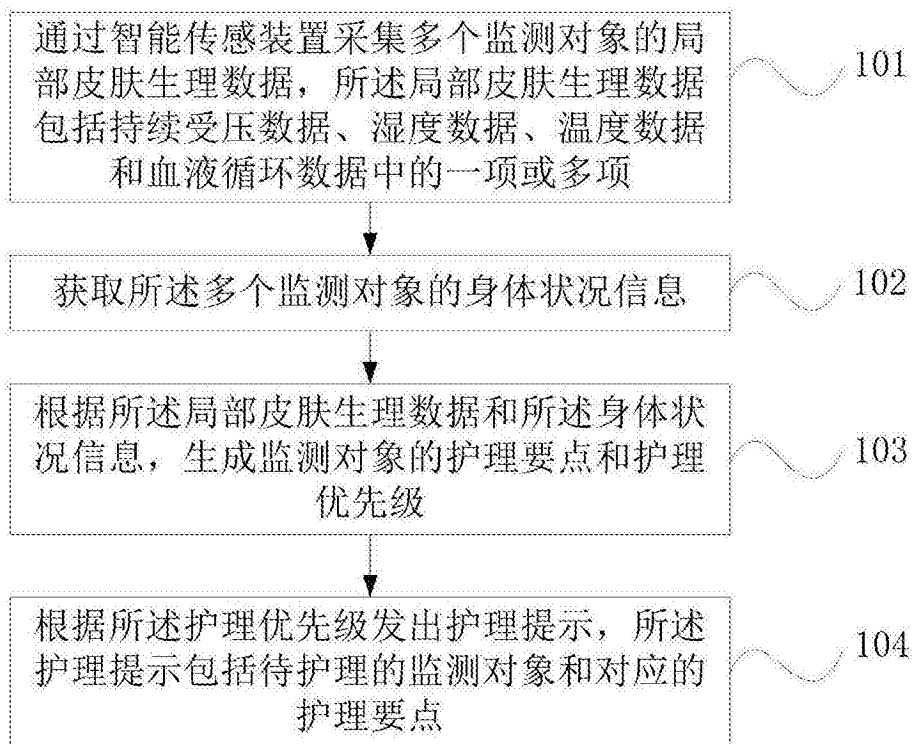 通过智能传感装置采集多个监测对象的局
部皮肤生理数据，所述局部皮肤生理数据
包括持续受压数据、湿度数据、温度数据
和血液循环数据中的一项或多项
101
获取所述多个监测对象的身体状况信息
102
根据所述局部皮肤生理数据和所述身体状
况信息，生成监测对象的护理要点和护理
优先级
103
根据所述护理优先级发出护理提示，所述
护理提示包括待护理的监测对象和对应的
护理要点
104